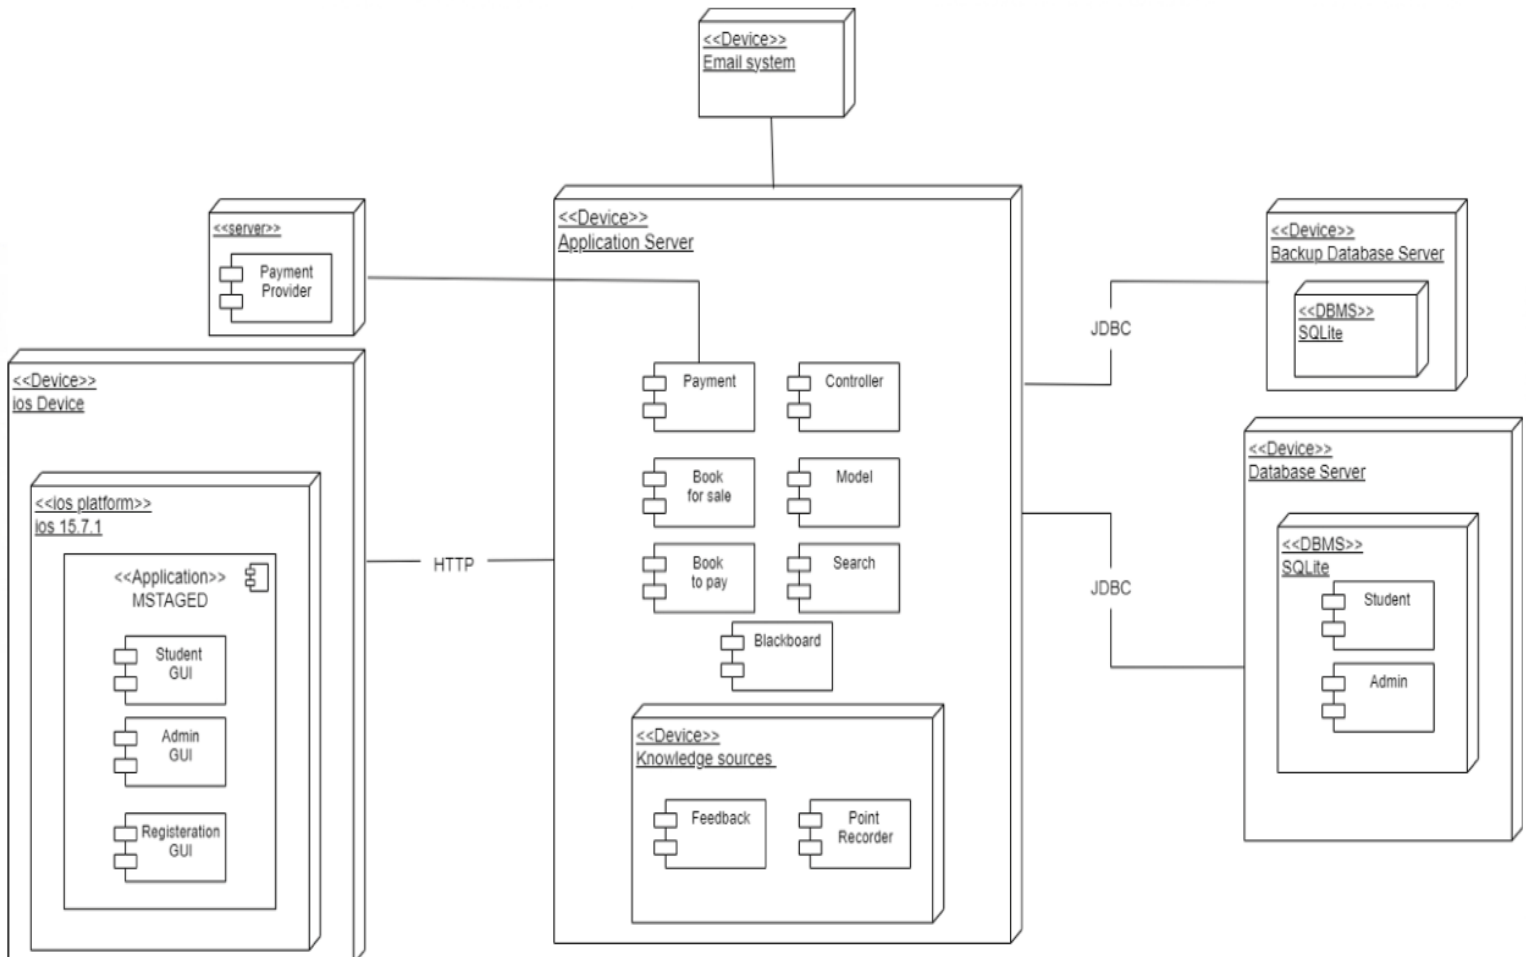 <<Device>>
Email system
<<server>>
Payment
Provider
<<Device>>
ios Device
<<ios platform>>
ios 15.7.1
<<Application>>
MSTAGED
Student
GUI
Admin
GUI
Registeration
GUI
HTTP
<<Device>>
Application Server
Payment
Controller
Book
for sale
Model
Book
to pay
Search
Blackboard
<<Device>>
Knowledge sources
Feedback
Point
Recorder
JDBC
JDBC
<<Device>>
Backup Database Server
<<DBMS>>
SQLite
<<Device>>
Database Server
<<DBMS>>
SQLite
Student
Admin